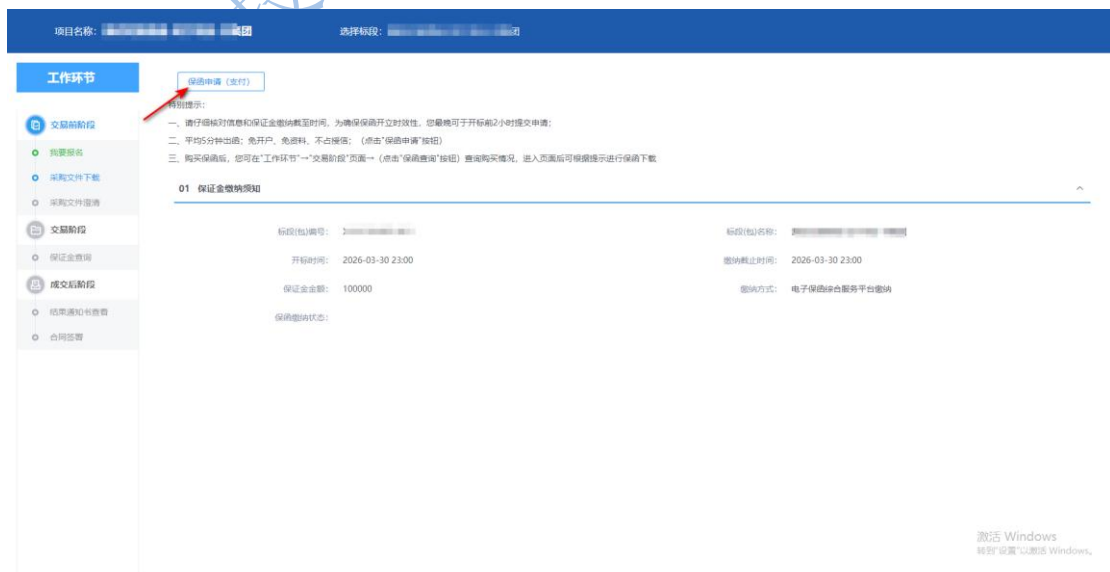 项目名称：
集团
选择标段：
工作环节
保函申请（支付）
特别提示：
交易前阶段
一、请仔细核对信息和保证金缴纳截至时间，为确保保函开立时效性，您最晚可于开标前2小时提交申请；
二、平均5分钟出函；免开户、免资料、不占授信；（点击"保函申请"按钮）
我要报名
三、购买保函后，您可在"工作环节"→"交易阶段"页面→（点击"保函查询"按钮）查询购买情况，进入页面后可根据提示进行保函下载
采购文件下载
01 保证金缴纳须知
采购文件澄清
交易阶段
标段(包)编号：
标段(包)名称：
保证金查询
开标时间： 2026-03-30 23:00
缴纳截止时间： 2026-03-30 23:00
成交后阶段
保证金金额： 100000
缴纳方式： 电子保函综合服务平台缴纳
结果通知书查看
保函缴纳状态：
合同签署
激活 Windows
转到"设置"以激活 Windows。